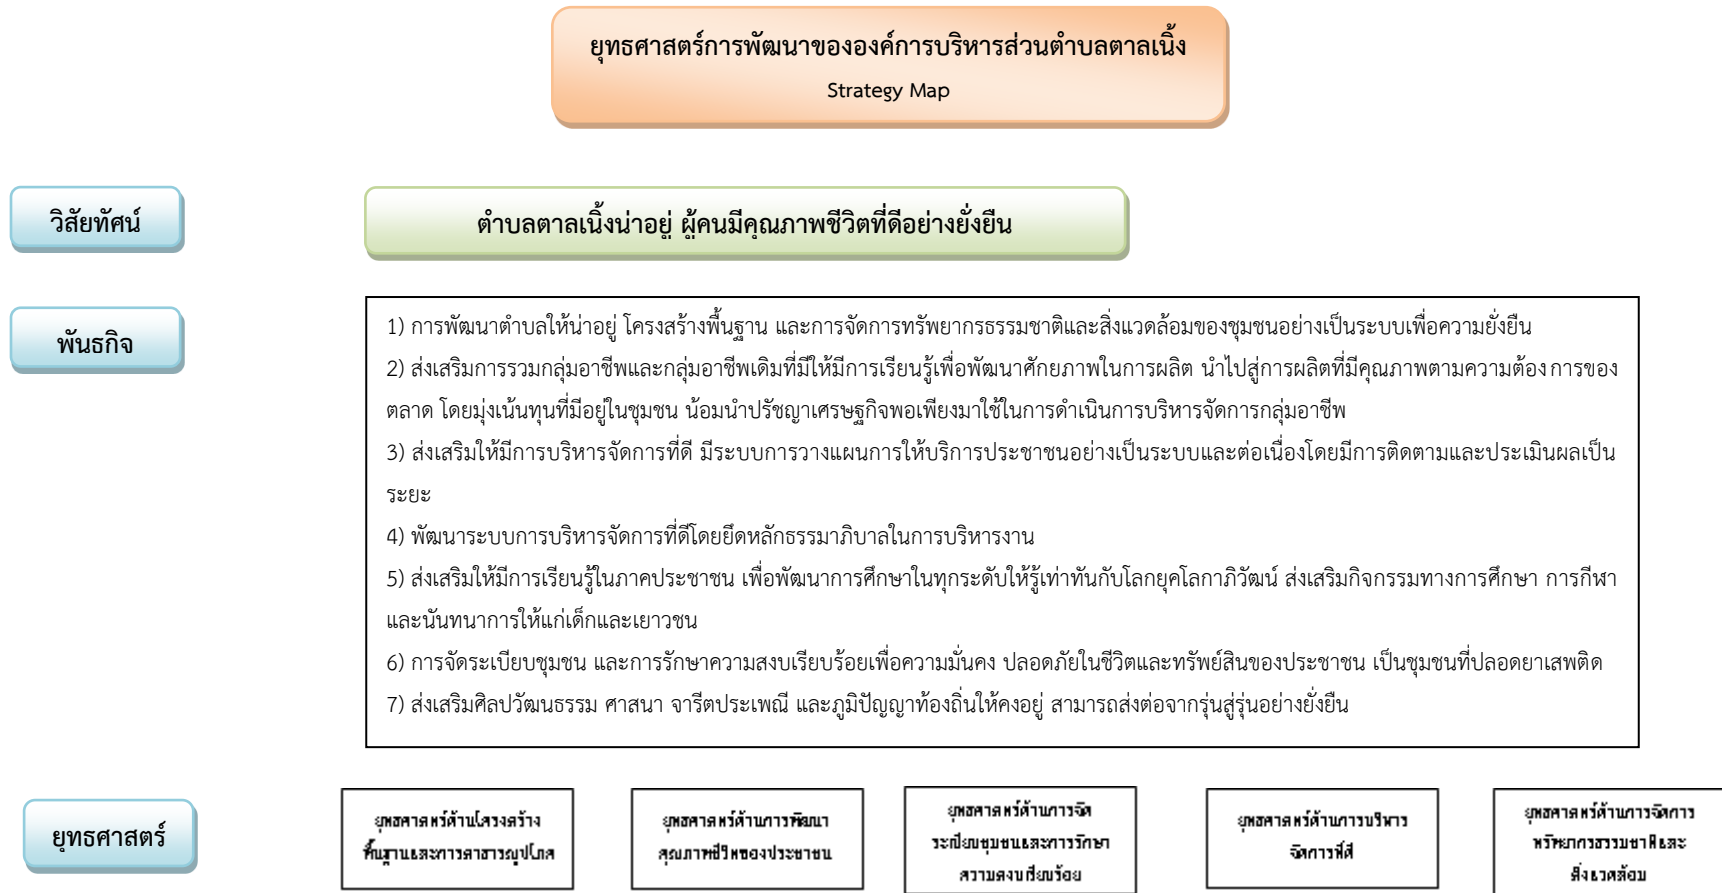 ยุทธศาสตร์การพัฒนาขององค์การบริหารส่วนตำบลตาลเนิ้ง
Strategy Map
วิสัยทัศน์
ตำบลตาลเนิ้งน่าอยู่ ผู้คนมีคุณภาพชีวิตที่ดีอย่างยั่งยืน
พันธกิจ
1) การพัฒนาตำบลให้น่าอยู่ โครงสร้างพื้นฐาน และการจัดการทรัพยากรธรรมชาติและสิ่งแวดล้อมของชุมชนอย่างเป็นระบบเพื่อความยั่งยืน
2) ส่งเสริมการรวมกลุ่มอาชีพและกลุ่มอาชีพเดิมที่มีให้มีการเรียนรู้เพื่อพัฒนาศักยภาพในการผลิต นำไปสู่การผลิตที่มีคุณภาพตามความต้องการของ
ตลาด โดยมุ่งเน้นทุนที่มีอยู่ในชุมชน น้อมนำปรัชญาเศรษฐกิจพอเพียงมาใช้ในการดำเนินการบริหารจัดการกลุ่มอาชีพ
3) ส่งเสริมให้มีการบริหารจัดการที่ดี มีระบบการวางแผนการให้บริการประชาชนอย่างเป็นระบบและต่อเนื่องโดยมีการติดตามและประเมินผลเป็น
ระยะ
4) พัฒนาระบบการบริหารจัดการที่ดีโดยยึดหลักธรรมาภิบาลในการบริหารงาน
5) ส่งเสริมให้มีการเรียนรู้ในภาคประชาชน เพื่อพัฒนาการศึกษาในทุกระดับให้รู้เท่าทันกับโลกยุคโลกาภิวัฒน์ ส่งเสริมกิจกรรมทางการศึกษา การกีฬา
และนันทนาการให้แก่เด็กและเยาวชน
6) การจัดระเบียบชุมชน และการรักษาความสงบเรียบร้อยเพื่อความมั่นคง ปลอดภัยในชีวิตและทรัพย์สินของประชาชน เป็นชุมชนที่ปลอดยาเสพติด
7) ส่งเสริมศิลปวัฒนธรรม ศาสนา จารีตประเพณี และภูมิปัญญาท้องถิ่นให้คงอยู่ สามารถส่งต่อจากรุ่นสู่รุ่นอย่างยั่งยืน
ยุทธศาสตร์
ยุทธศาสตร์ด้านโครงสร้าง
พื้นฐานและการสาธารณูปโภค
ยุทธศาสตร์ด้านการพัฒนา
คุณภาพชีวิตของประชาชน
ยุทธศาสตร์ด้านการจัด
ระเบียบชุมชนและการรักษา
ความสงบเรียบร้อย
ยุทธศาสตร์ด้านการบริหาร
จัดการที่ดี
ยุทธศาสตร์ด้านการจัดการ
ทรัพยากรธรรมชาติและ
สิ่งแวดล้อม